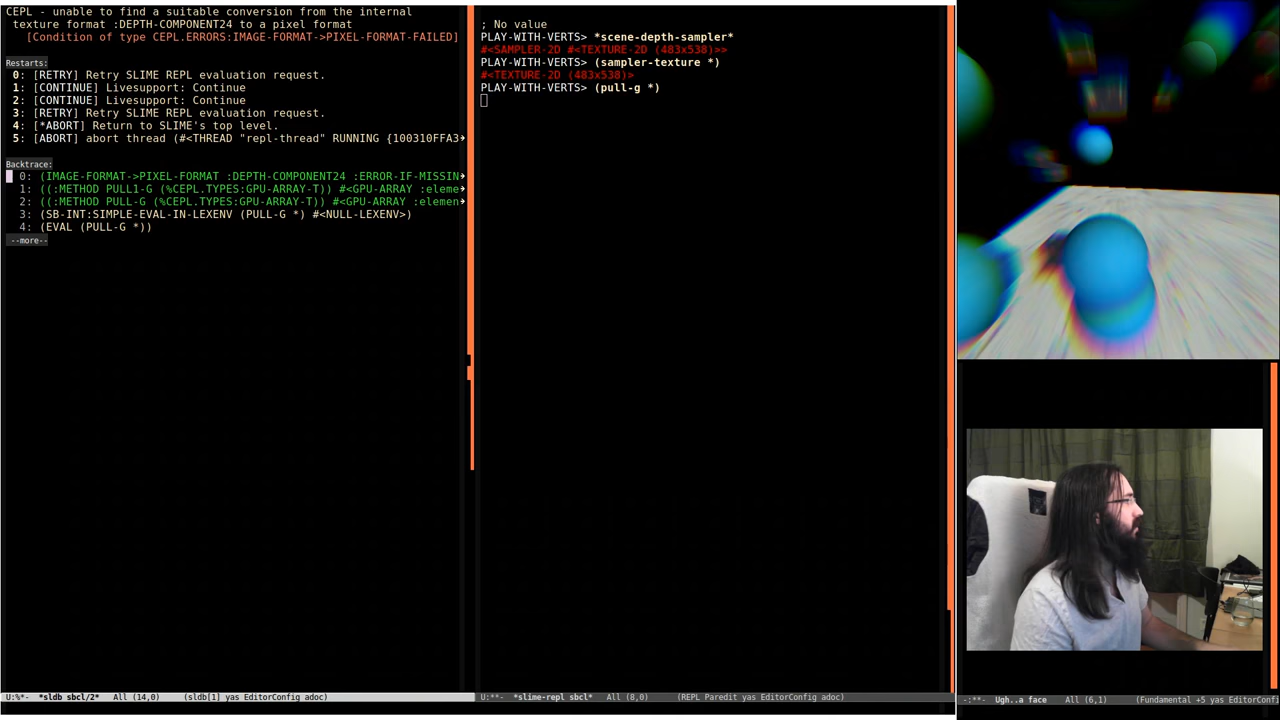 CEPL - unable to find a suitable conversion from the internal
texture format :DEPTH-COMPONENT24 to a pixel format
[Condition of type CEPL.ERRORS:IMAGE-FORMAT->PIXEL-FORMAT-FAILED]
Restarts:
0: [RETRY] Retry SLIME REPL evaluation request.
1: [CONTINUE] Livesupport: Continue
2: [CONTINUE] Livesupport: Continue
3: [RETRY] Retry SLIME REPL evaluation request.
4: [*ABORT] Return to SLIME's top level.
5: [ABORT] abort thread (#<THREAD "repl-thread" RUNNING {100310FFA3
Backtrace:
0: (IMAGE-FORMAT->PIXEL-FORMAT :DEPTH-COMPONENT24 :ERROR-IF-MISSIN
1: ((:METHOD PULL1-G (%CEPL.TYPES:GPU-ARRAY-T)) #<GPU-ARRAY :eleme
2: ((:METHOD PULL-G (%CEPL.TYPES:GPU-ARRAY-T)) #<GPU-ARRAY :elemen
3: (SB-INT:SIMPLE-EVAL-IN-LEXENV (PULL-G *) #<NULL-LEXENV>)
4: (EVAL (PULL-G *))
--more--
U:%*- *sldb sbcl/2* All (14,0) (sldb[1] yas EditorConfig adoc)
; No value
PLAY-WITH-VERTS> *scene-depth-sampler*
#<SAMPLER-2D #<TEXTURE-2D (483x538)>>
PLAY-WITH-VERTS> (sampler-texture *)
#<TEXTURE-2D (483x538)>
PLAY-WITH-VERTS> (pull-g *)
U:**- *slime-repl sbcl* All (8,0) (REPL Paredit yas EditorConfig adoc)
-:**- Ugh..a face All (6,1) (Fundamental +5 yas EditorConfi